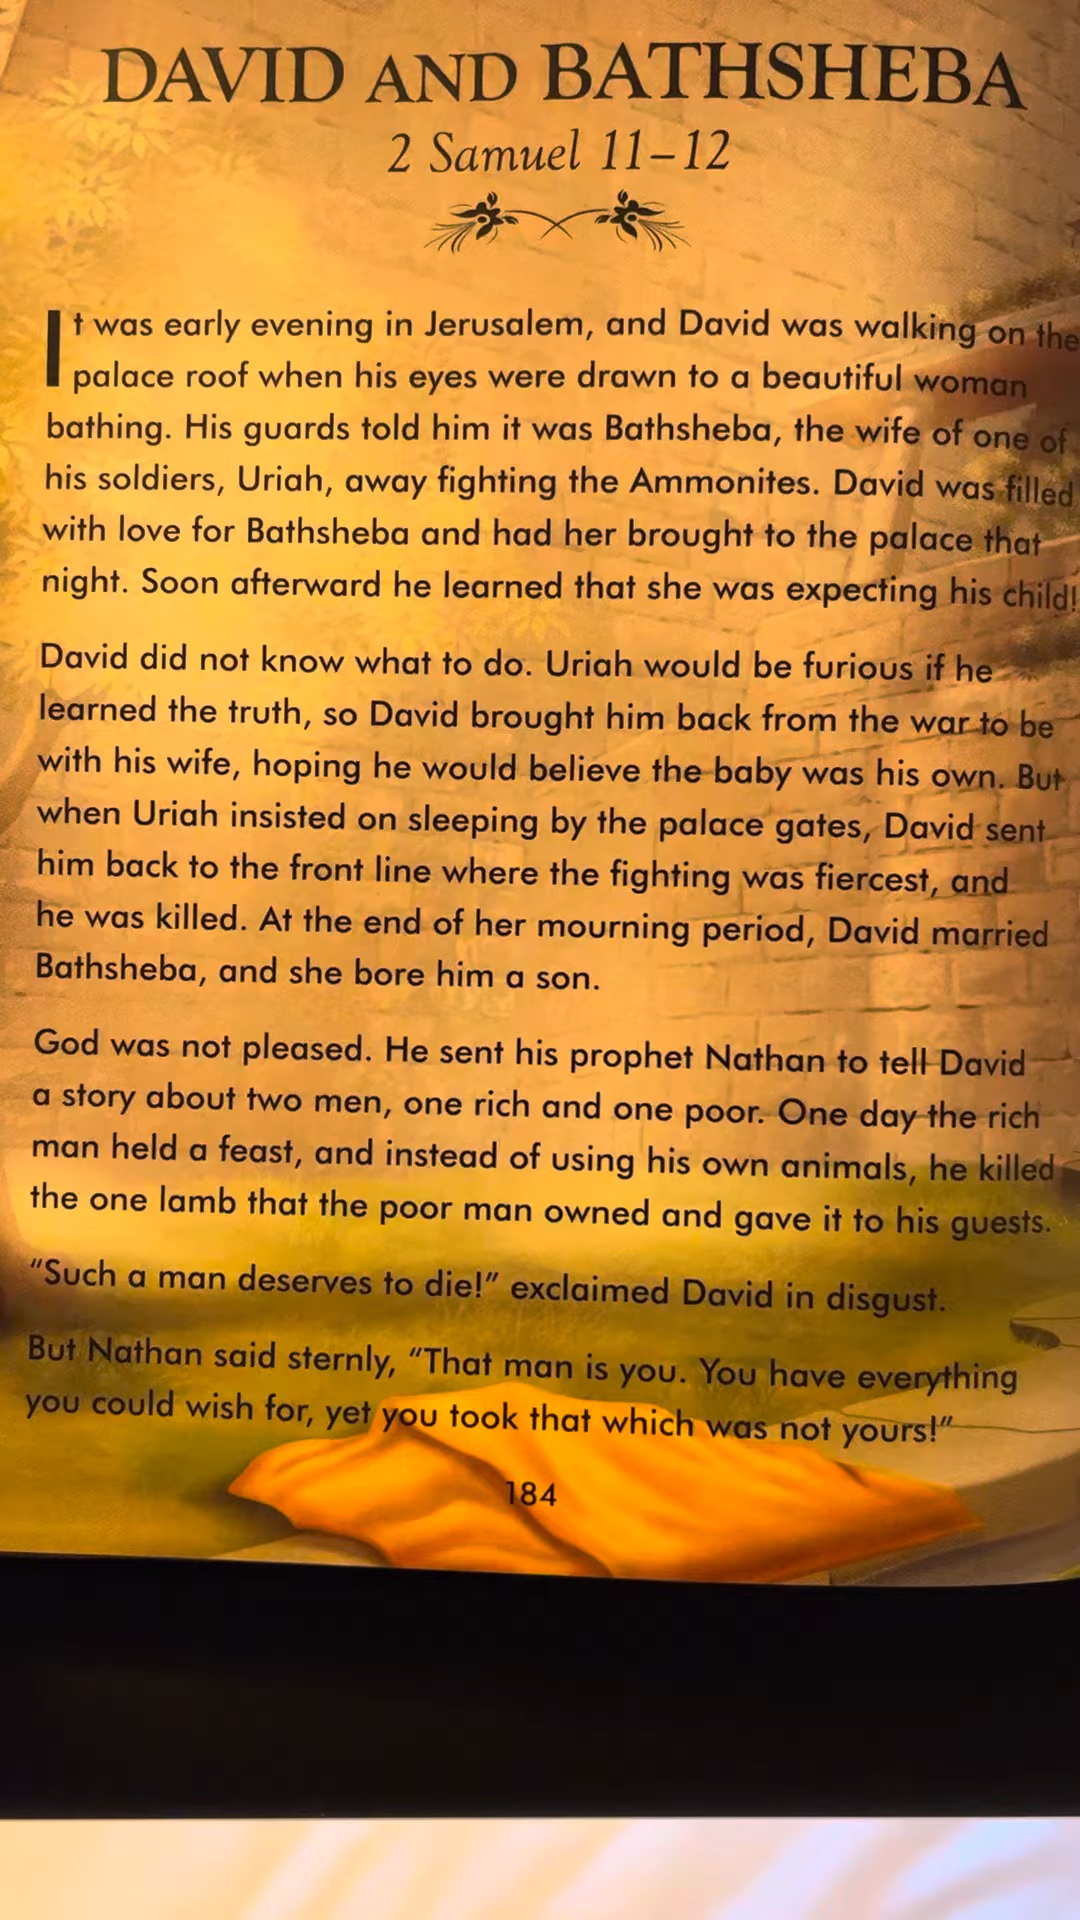 DAVID AND BATHSHEBA
2 Samuel 11–12
It was early evening in Jerusalem, and David was walking on the
palace roof when his eyes were drawn to a beautiful woman
bathing. His guards told him it was Bathsheba, the wife of one of
his soldiers, Uriah, away fighting the Ammonites. David was filled
with love for Bathsheba and had her brought to the palace that
night. Soon afterward he learned that she was expecting his child!
David did not know what to do. Uriah would be furious if he
learned the truth, so David brought him back from the war to be
with his wife, hoping he would believe the baby was his own. But
when Uriah insisted on sleeping by the palace gates, David sent
him back to the front line where the fighting was fiercest, and
he was killed. At the end of her mourning period, David married
Bathsheba, and she bore him a son.
God was not pleased. He sent his prophet Nathan to tell David
a story about two men, one rich and one poor. One day the rich
man held a feast, and instead of using his own animals, he killed
the one lamb that the poor man owned and gave it to his guests.
“Such a man deserves to die!” exclaimed David in disgust.
But Nathan said sternly, “That man is you. You have everything
you could wish for, yet you took that which was not yours!”
184